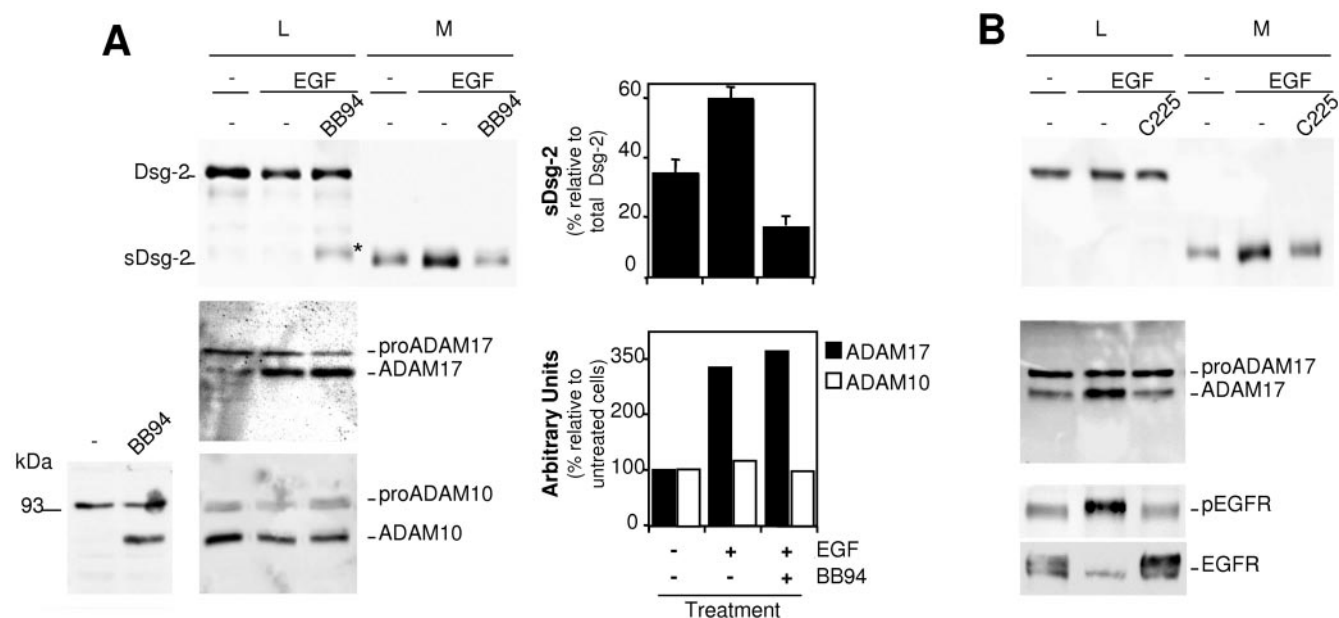 A
L
M
-
EGF
-
EGF
-
-
BB94
-
-
BB94
Dsg-2
sDsg-2
*
proADAM17
ADAM17
-
BB94
kDa
93
proADAM10
ADAM10
sDsg-2
(% relative to
total Dsg-2)
60
40
20
0
Arbitrary Units
(% relative to
untreated cells)
350
200
100
0
ADAM17
ADAM10
- + + EGF
- - + BB94
Treatment
B
L
M
-
EGF
-
EGF
-
-
C225
-
-
C225
proADAM17
ADAM17
pEGFR
EGFR